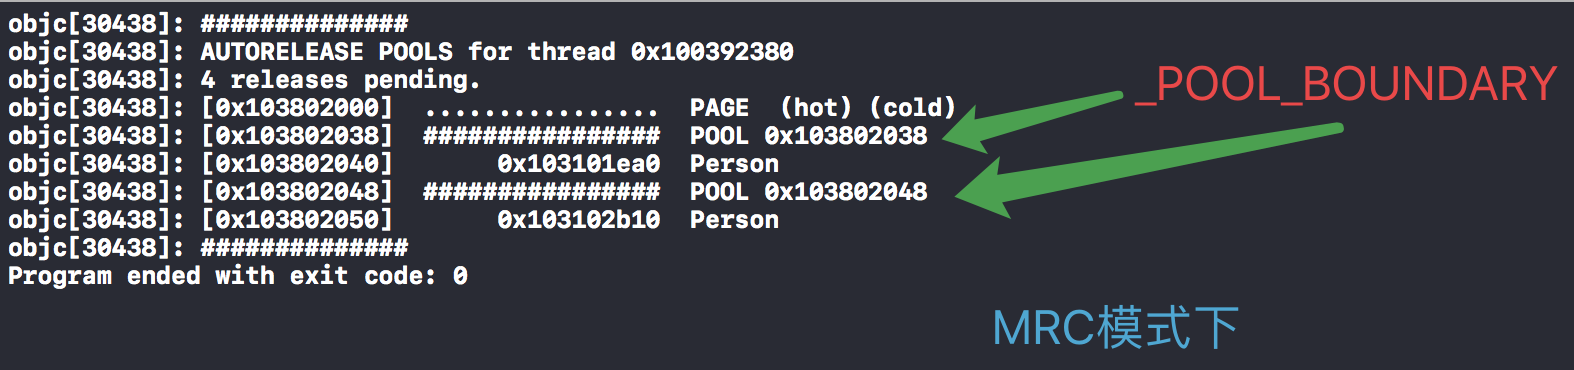 objc[30438]: ##############
objc[30438]: AUTORELEASE POOLS for thread 0x100392380
objc[30438]: 4 releases pending.
objc[30438]: [0x103802000]  ................  PAGE  (hot) (cold)
objc[30438]: [0x103802038]  ################  POOL 0x103802038
objc[30438]: [0x103802040]       0x103101ea0  Person
objc[30438]: [0x103802048]  ################  POOL 0x103802048
objc[30438]: [0x103802050]       0x103102b10  Person
objc[30438]: ##############
Program ended with exit code: 0
_POOL_BOUNDARY
MRC模式下